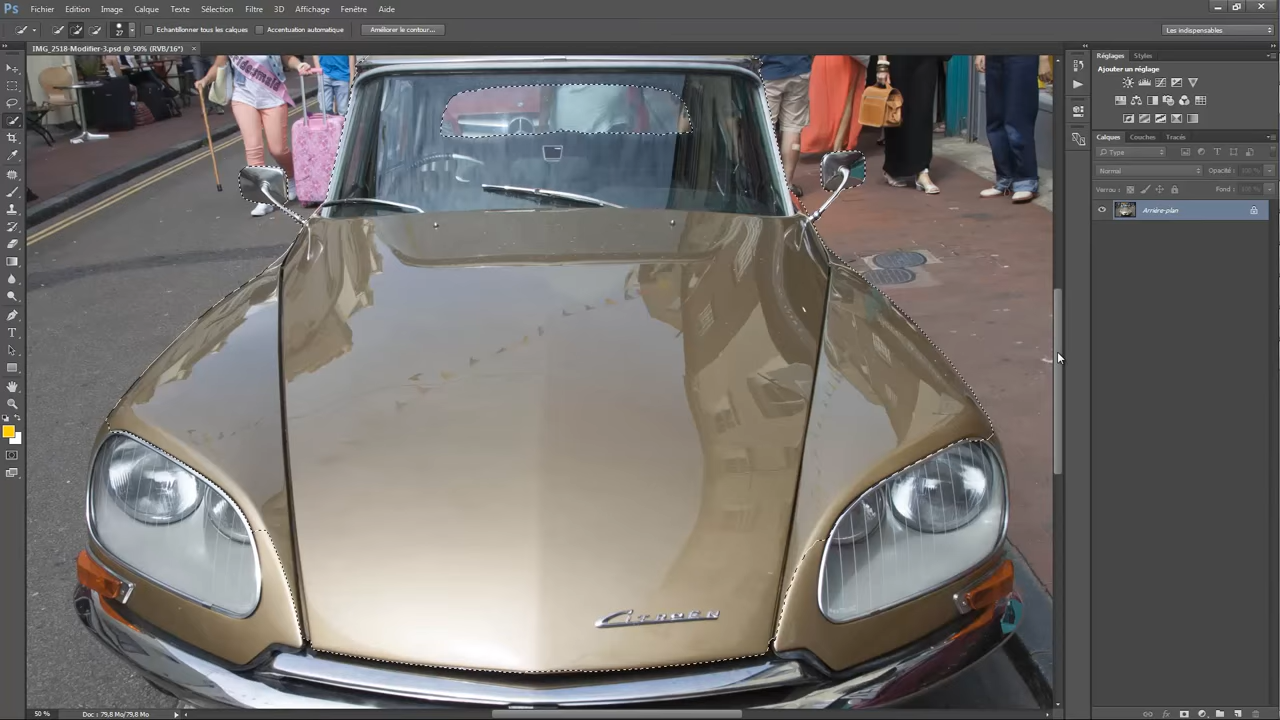 Ps Fichier Edition Image Calque Texte Sélection Filtre 3D Affichage Fenêtre Aide
27 Echantillonner tous les calques Accentuation automatique Améliorer le contour... Les indispensables
IMG_2518-Modifier-3.psd @ 50% (RVB/16*) ×
Réglages Styles
Ajouter un réglage
Calques Couches Tracés
Type
Normal Opacité :
Verrou : Fond :
Arrière-plan
CITROËN
50 % Doc : 79,8 Mo/79,8 Mo